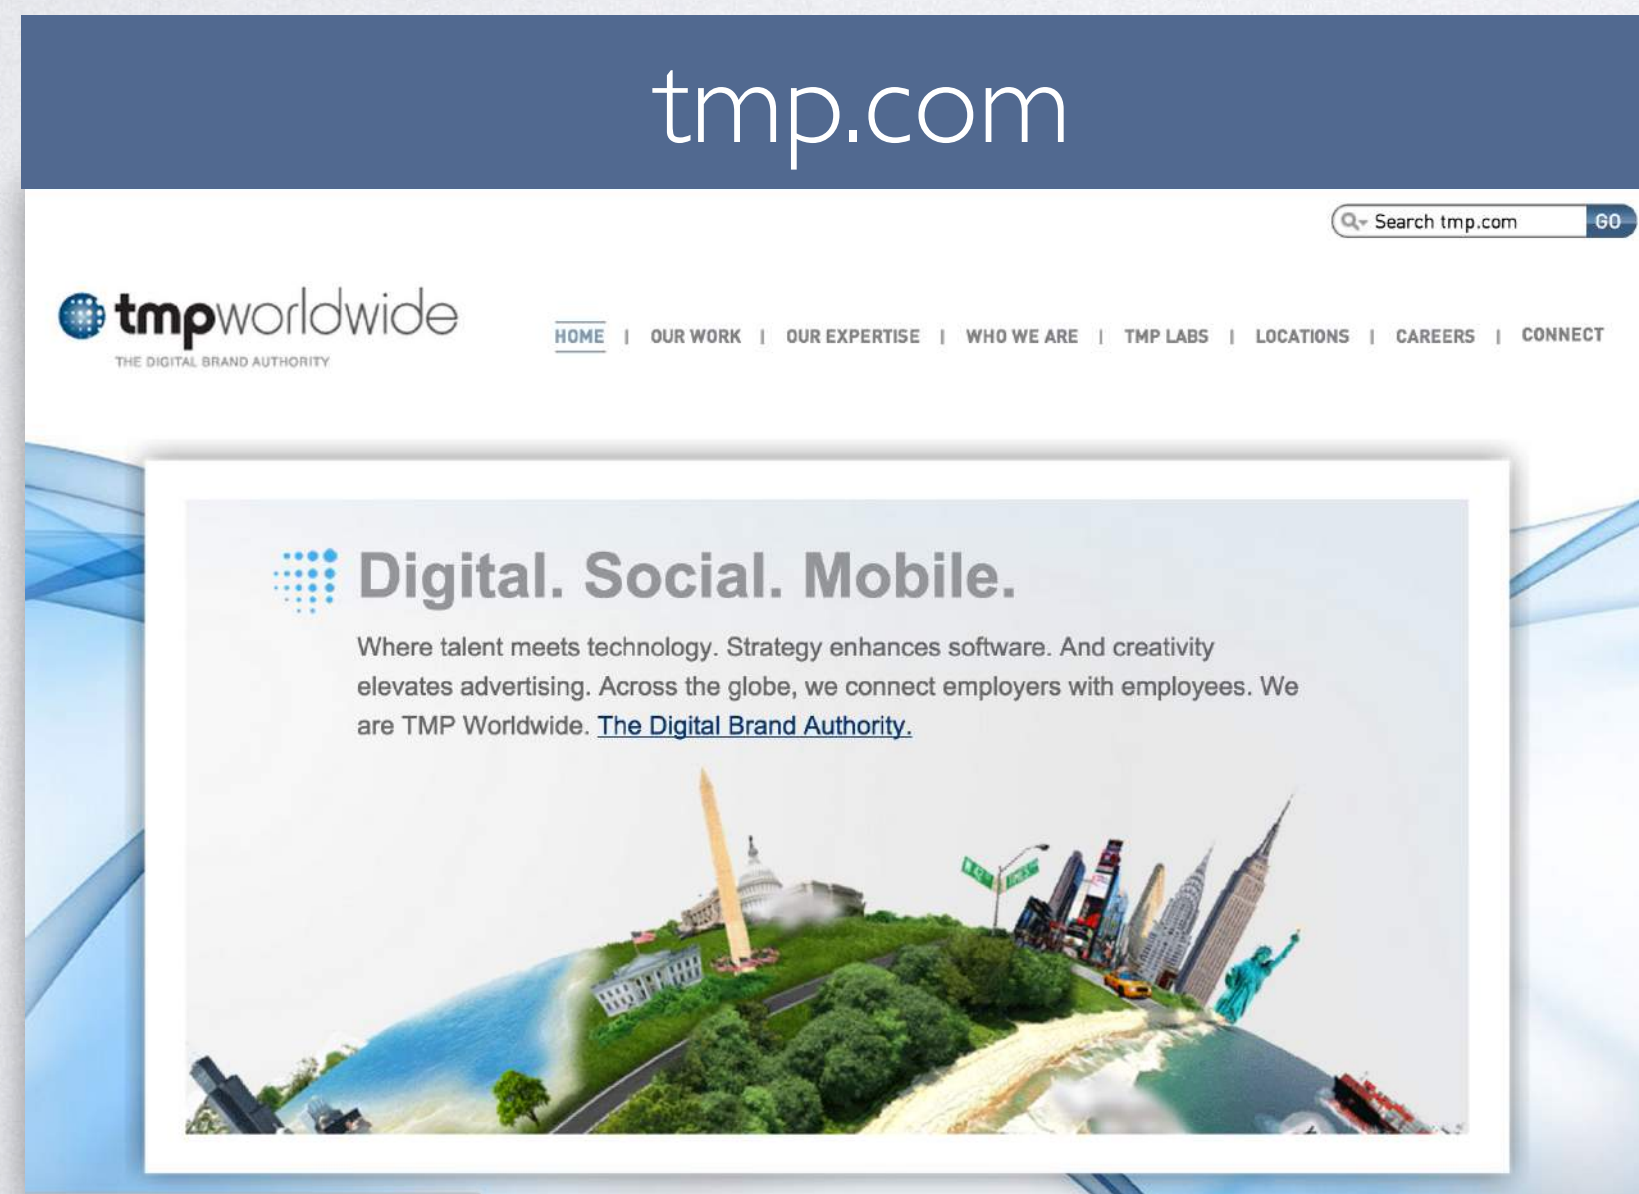 tmp.com
Search tmp.com GO
tmpworldwide
THE DIGITAL BRAND AUTHORITY
HOME | OUR WORK | OUR EXPERTISE | WHO WE ARE | TMP LABS | LOCATIONS | CAREERS | CONNECT
Digital. Social. Mobile.
Where talent meets technology. Strategy enhances software. And creativity
elevates advertising. Across the globe, we connect employers with employees. We
are TMP Worldwide. The Digital Brand Authority.